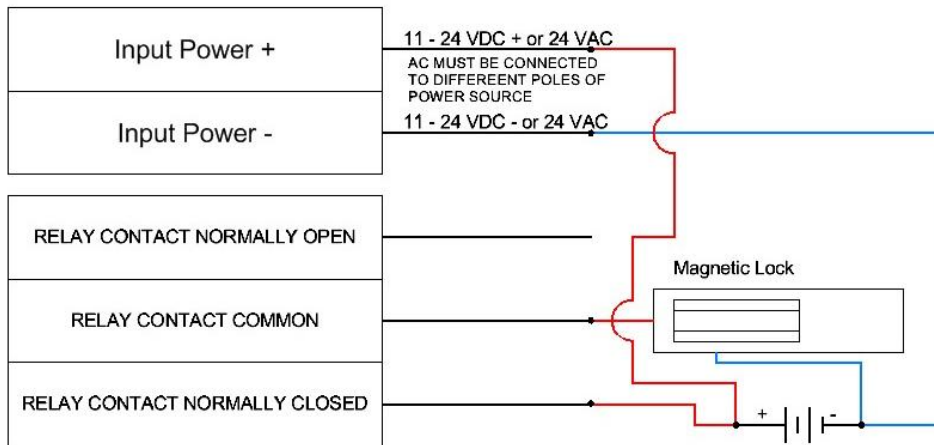 Input Power +
11 - 24 VDC + or 24 VAC
AC MUST BE CONNECTED
TO DIFFEREENT POLES OF
POWER SOURCE
Input Power -
11 - 24 VDC - or 24 VAC
RELAY CONTACT NORMALLY OPEN
Magnetic Lock
RELAY CONTACT COMMON
RELAY CONTACT NORMALLY CLOSED
+ -